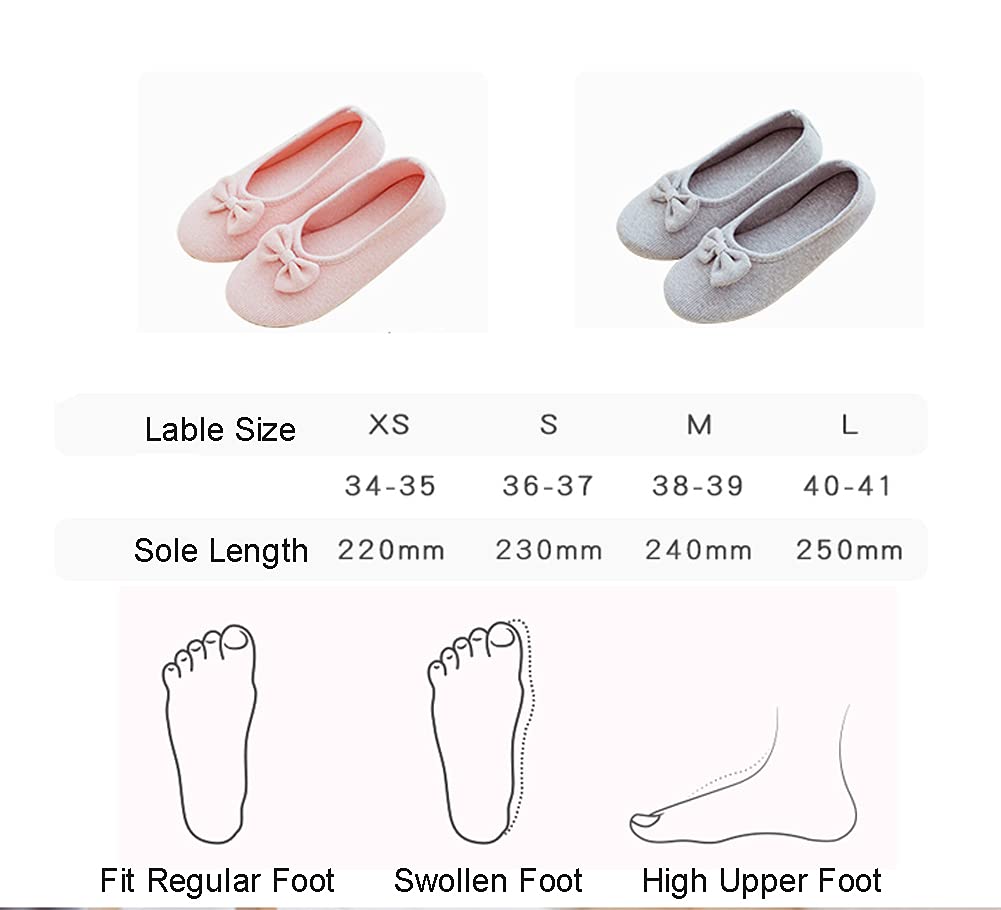 Lable Size XS S M L
34-35 36-37 38-39 40-41
Sole Length 220mm 230mm 240mm 250mm
Fit Regular Foot Swollen Foot High Upper Foot